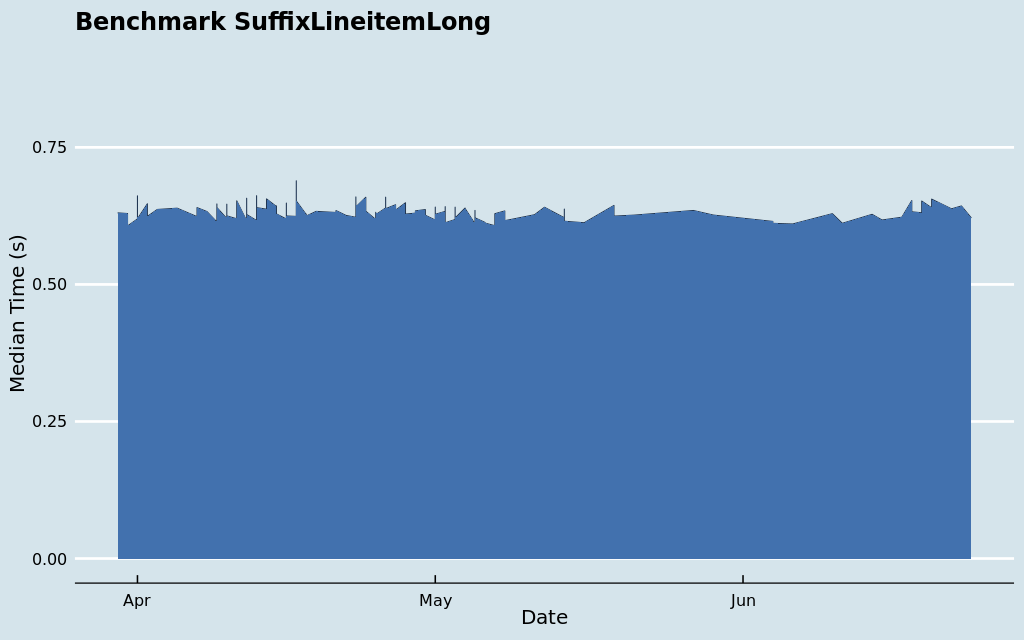 Benchmark SuffixLineitemLong
0.75
0.50
0.25
0.00
Median Time (s)
Apr May Jun
Date